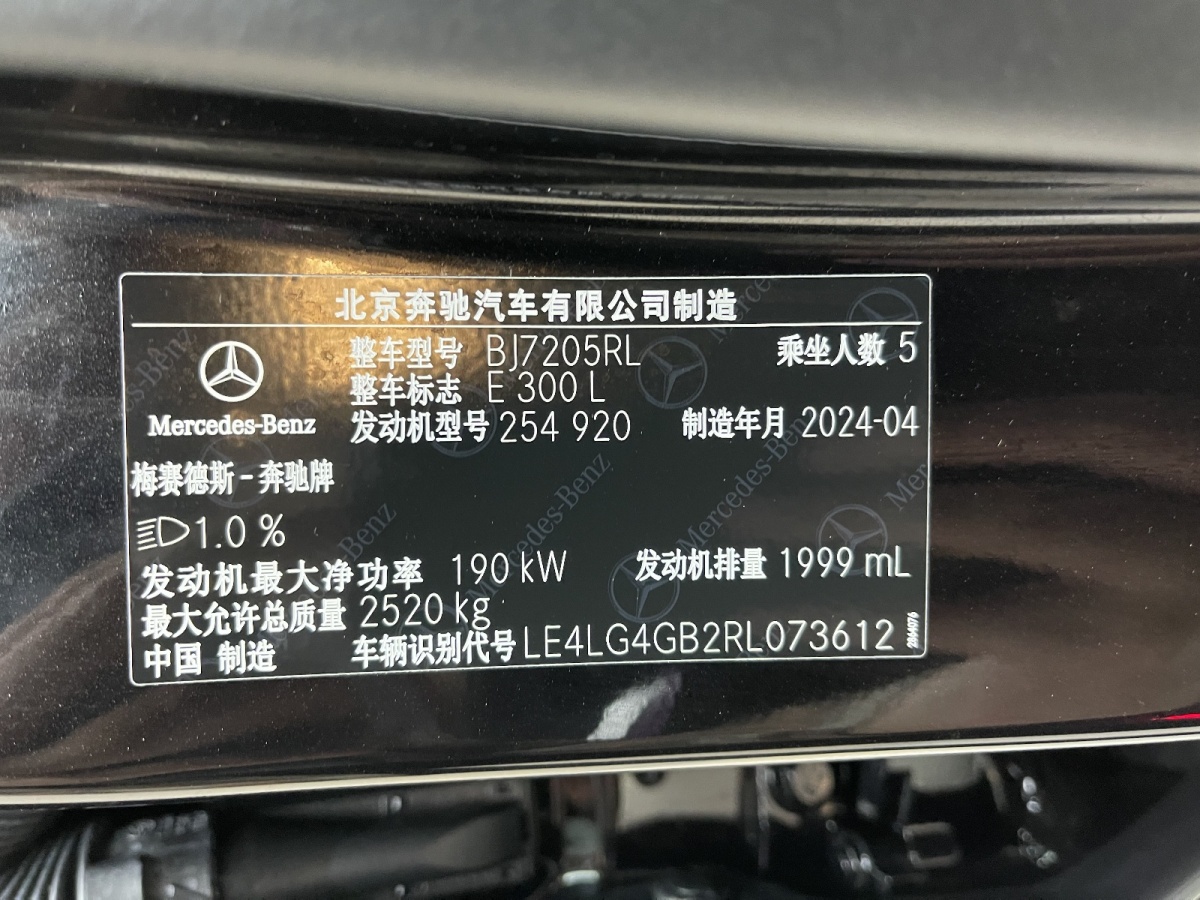 北京奔驰汽车有限公司制造
整车型号 BJ7205RL 乘坐人数 5
整车标志 E 300 L
Mercedes-Benz
发动机型号 254 920 制造年月 2024-04
梅赛德斯-奔驰牌
1.0 %
发动机最大净功率 190 kW 发动机排量 1999 mL
最大允许总质量 2520 kg
中国 制造 车辆识别代号 LE4LG4GB2RL073612